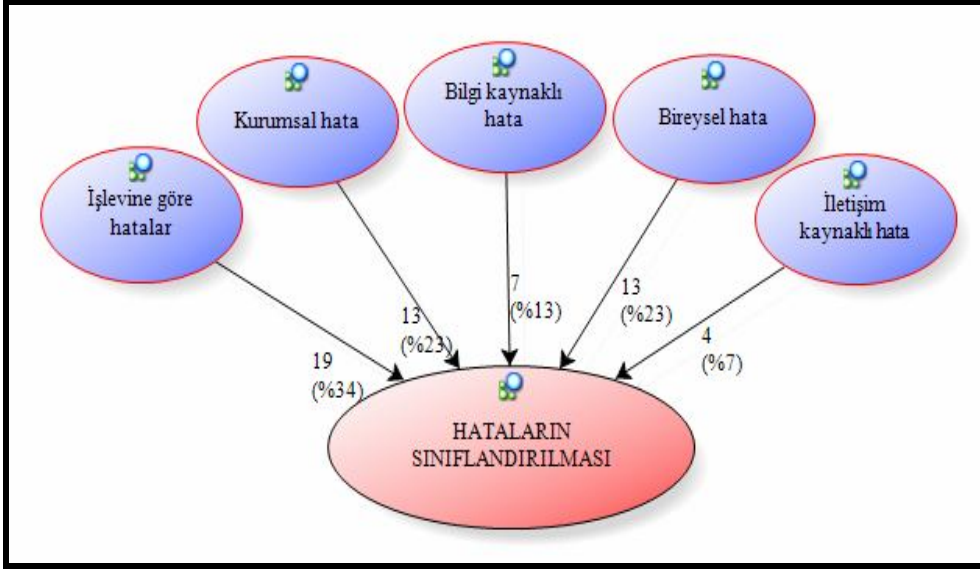 İşlevine göre
hatalar
Kurumsal hata
Bilgi kaynaklı
hata
Bireysel hata
İletişim
kaynaklı hata
19
(%34)
13
(%23)
7
(%13)
13
(%23)
4
(%7)
HATALARIN
SINIFLANDIRILMASI